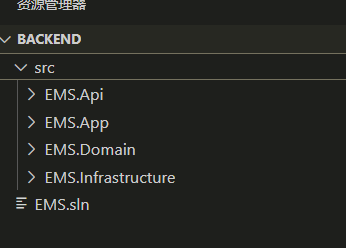 资源管理器
BACKEND
src
EMS.Api
EMS.App
EMS.Domain
EMS.Infrastructure
EMS.sln